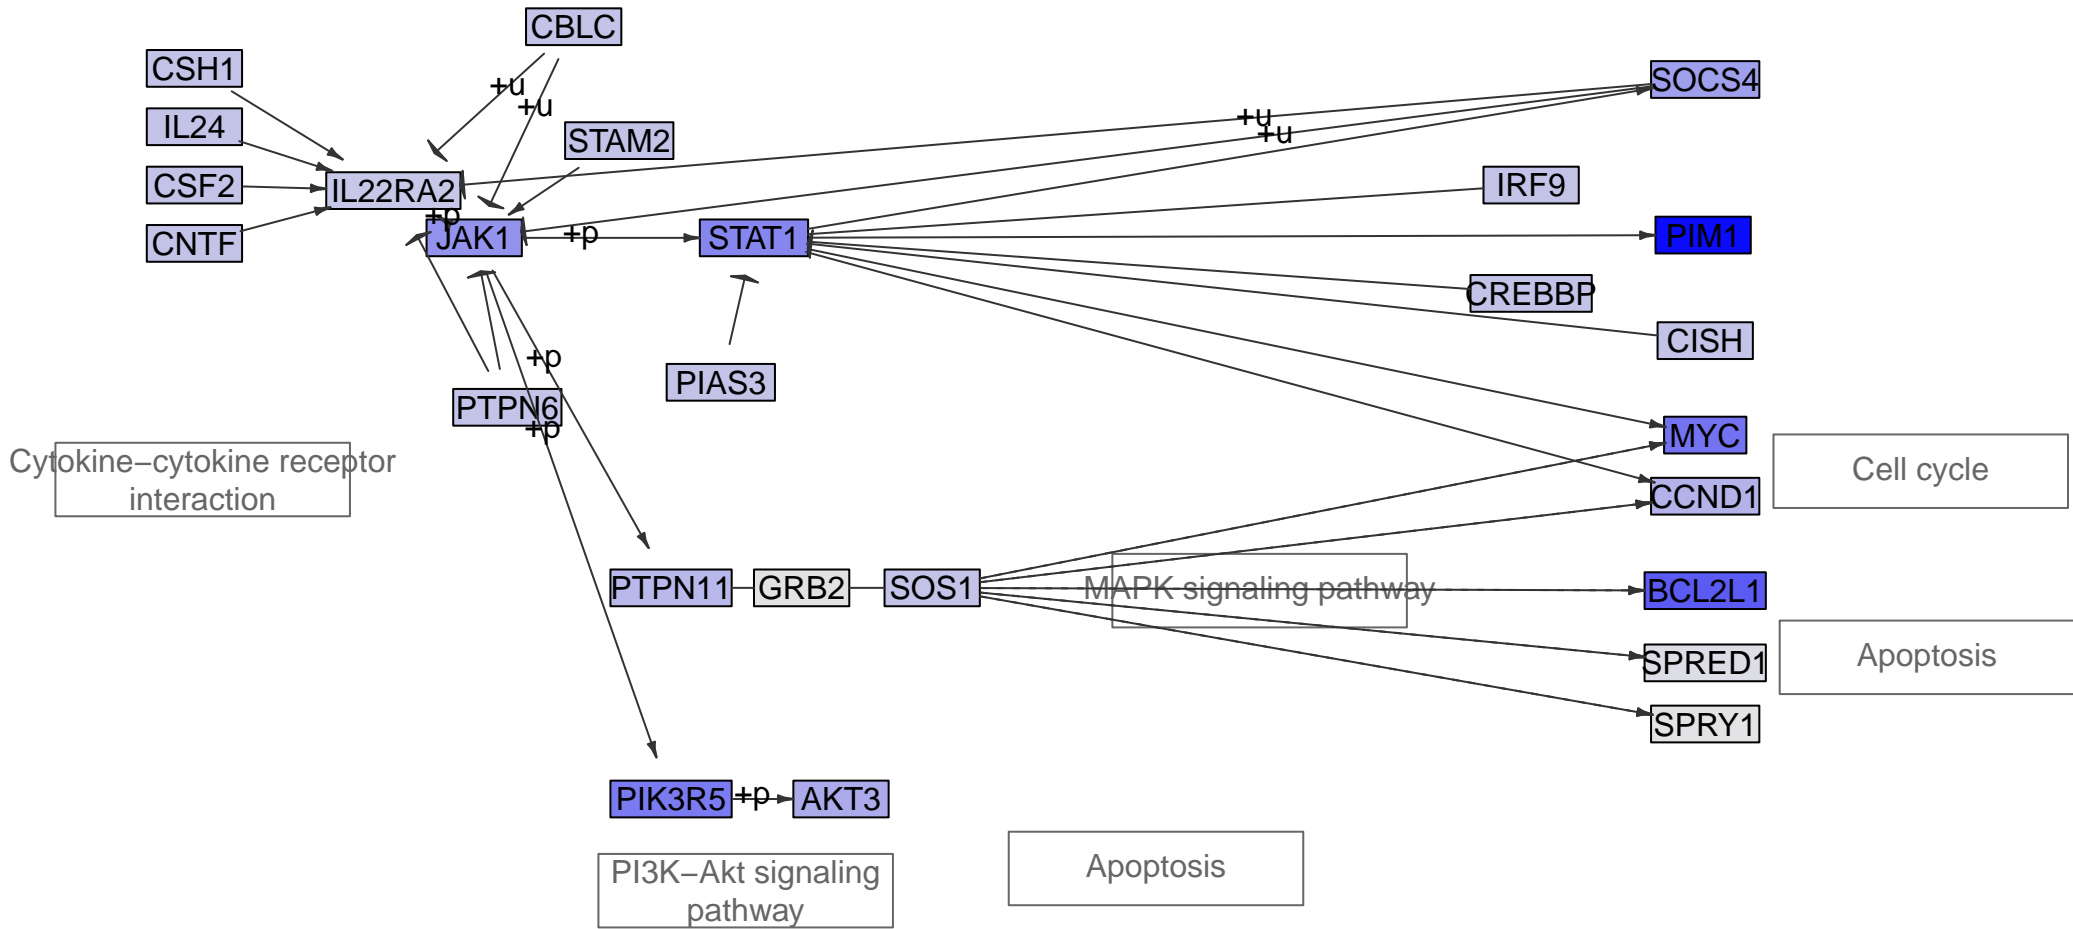 CBLC
CSH1
+u
SOCS4
+u
IL24
+u
+u
STAM2
CSF2
IL22RA2
IRF9
+p
CNTF
JAK1
+p
STAT1
PIM1
CREBBP
CISH
+p
PIAS3
PTPN6
+p
MYC
Cytokine−cytokine receptor
interaction
Cell cycle
CCND1
PTPN11
GRB2
SOS1
MAPK signaling pathway
BCL2L1
SPRED1
Apoptosis
SPRY1
PIK3R5
+p
AKT3
PI3K−Akt signaling
pathway
Apoptosis